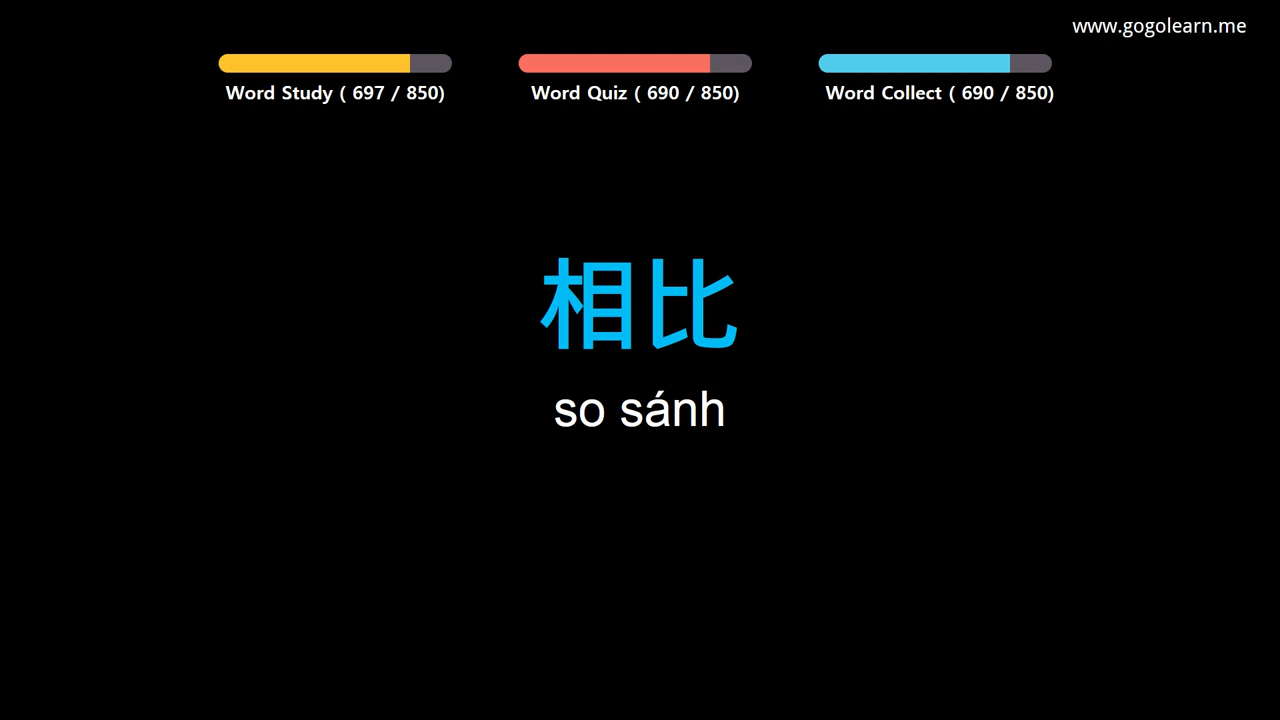 www.gogolearn.me
Word Study ( 697 / 850)
Word Quiz ( 690 / 850)
Word Collect ( 690 / 850)
相比
so sánh